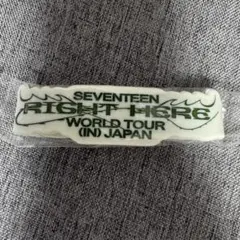 SEVENTEEN
RIGHT HERE
WORLD TOUR
(IN) JAPAN